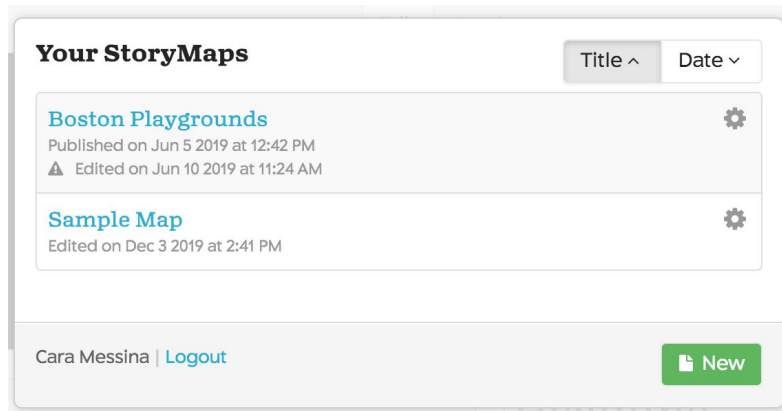 Your StoryMaps
Title Date
Boston Playgrounds
Published on Jun 5 2019 at 12:42 PM
Edited on Jun 10 2019 at 11:24 AM
Sample Map
Edited on Dec 3 2019 at 2:41 PM
Cara Messina | Logout
New